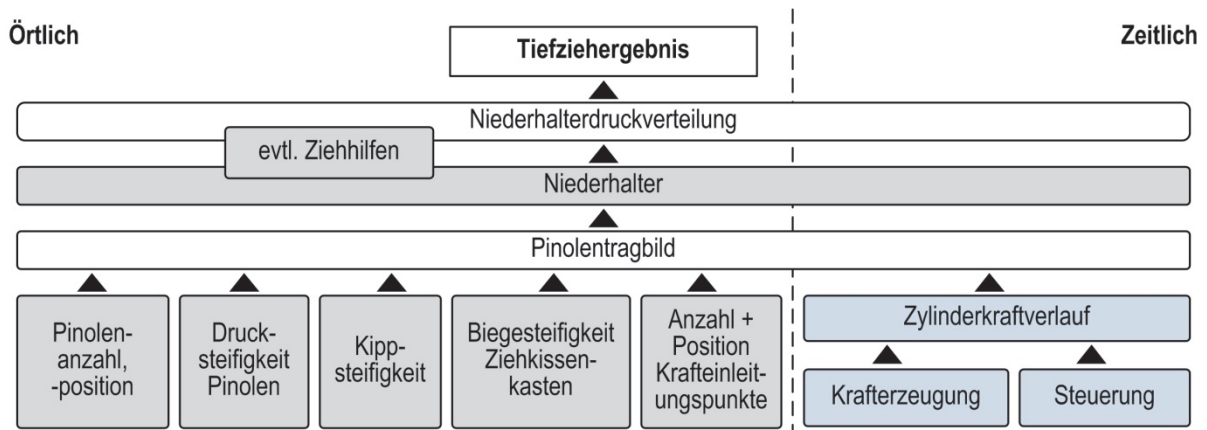 Örtlich
Zeitlich
Tiefziehergebnis
Niederhalterdruckverteilung
evtl. Ziehhilfen
Niederhalter
Pinolentragbild
Pinolen-
anzahl,
-position
Druck-
steifigkeit
Pinolen
Kipp-
steifigkeit
Biegesteifigkeit
Ziehkissen-
kasten
Anzahl +
Position
Krafteinleit-
ungspunkte
Zylinderkraftverlauf
Krafterzeugung
Steuerung